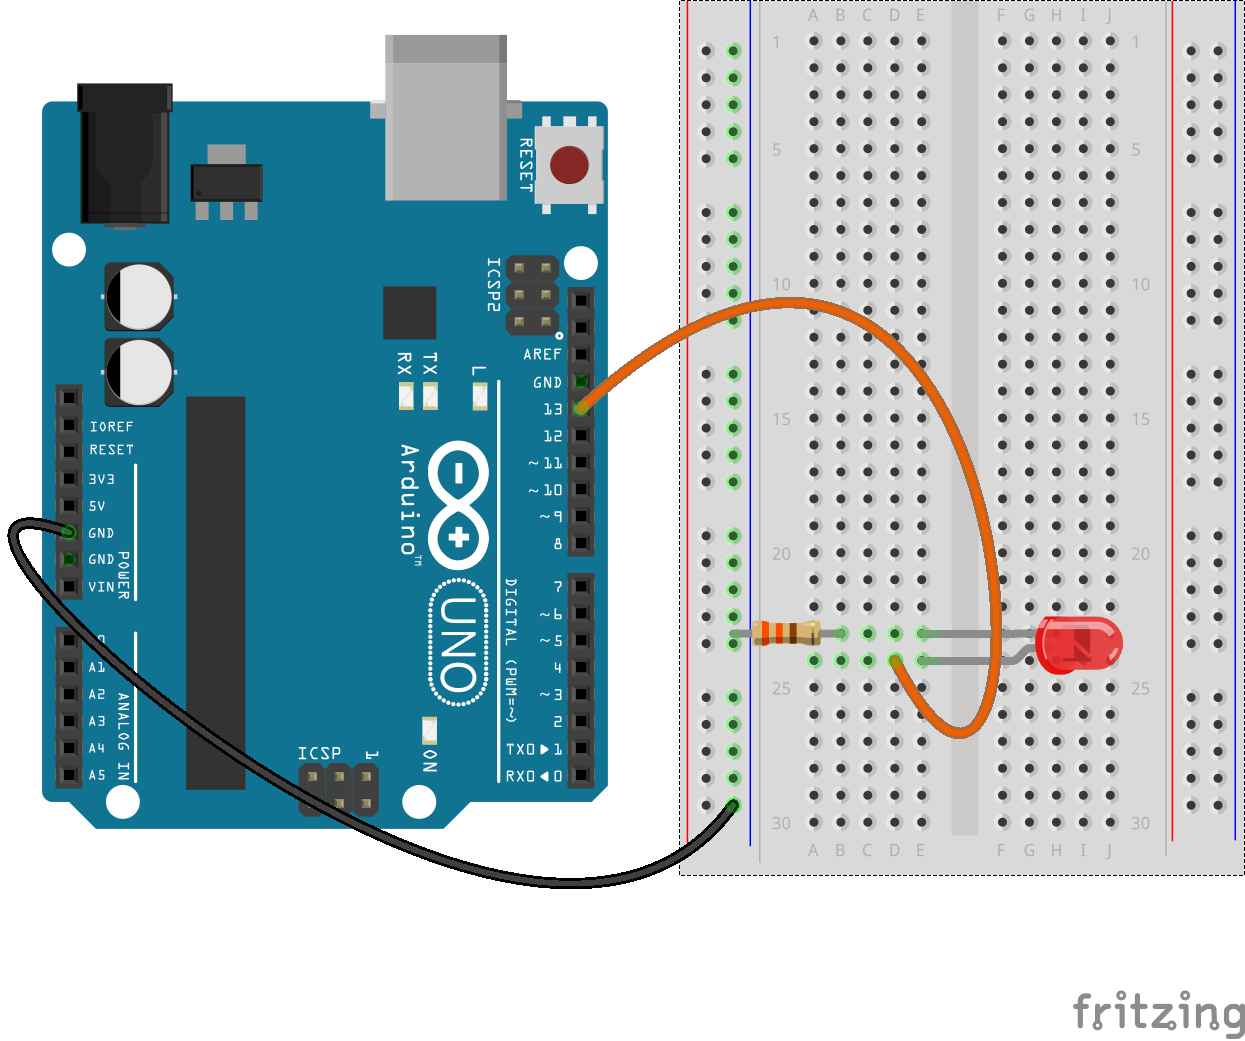 RESET
ICSP2
AREF
GND
13
12
~ 11
~ 10
~ 9
8
7
~ 6
~ 5
4
~ 3
2
TX0 ▶ 1
RX0 ◀ 0
DIGITAL (PWM=~)
RX
TX
L
Arduino™
UNO
ON
ICSP
1
IOREF
RESET
3V3
5V
GND
GND
VIN
POWER
A1
A2
A3
A4
A5
ANALOG IN
A B C D E F G H I J
1 1
5 5
10 10
15 15
20 20
25 25
30 30
A B C D E F G H I J
fritzing